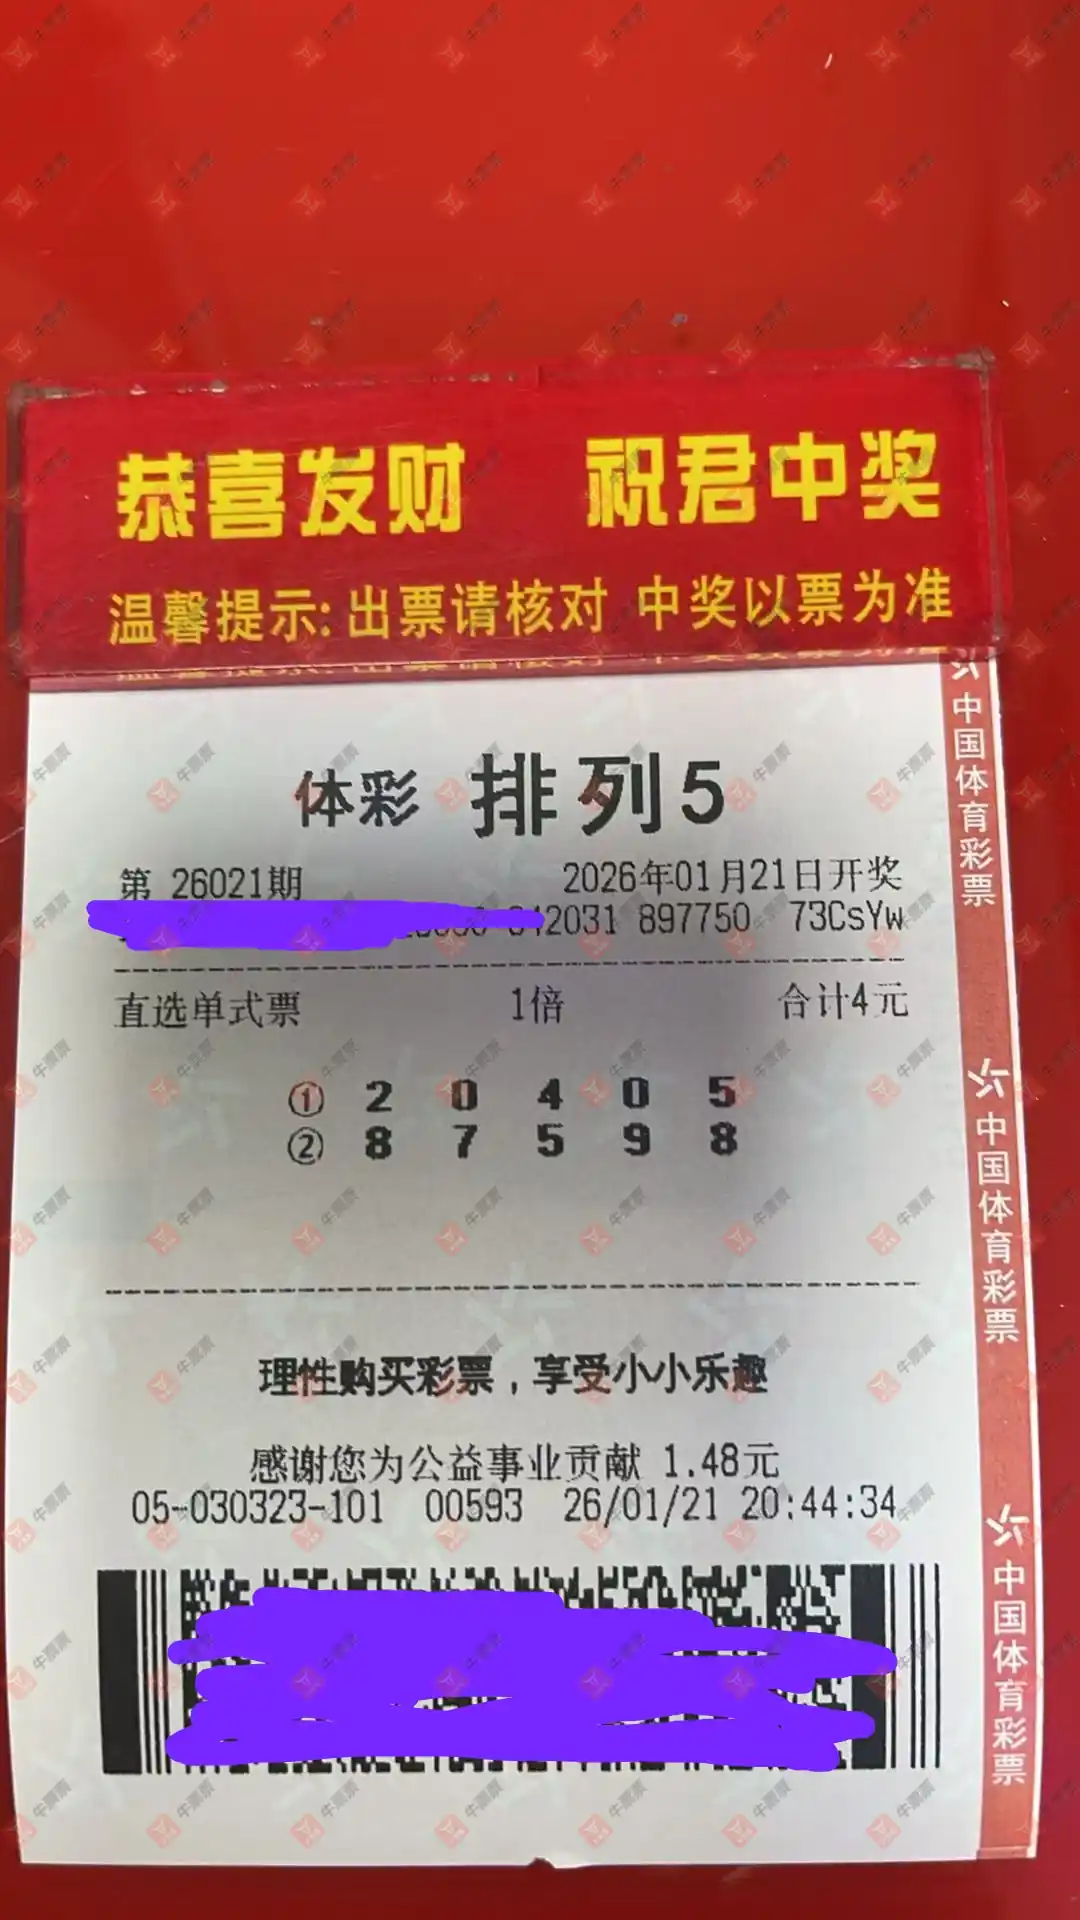 恭喜发财 祝君中奖
温馨提示:出票请核对 中奖以票为准
体彩 排列5
第 26021期 2026年01月21日开奖
042031 897750 73CsYw
直选单式票 1倍 合计4元
① 2 0 4 0 5
② 8 7 5 9 8
理性购买彩票，享受小小乐趣
感谢您为公益事业贡献 1.48元
05-030323-101 00593 26/01/21 20:44:34
中国体育彩票
中国体育彩票
中国体育彩票
牛票票